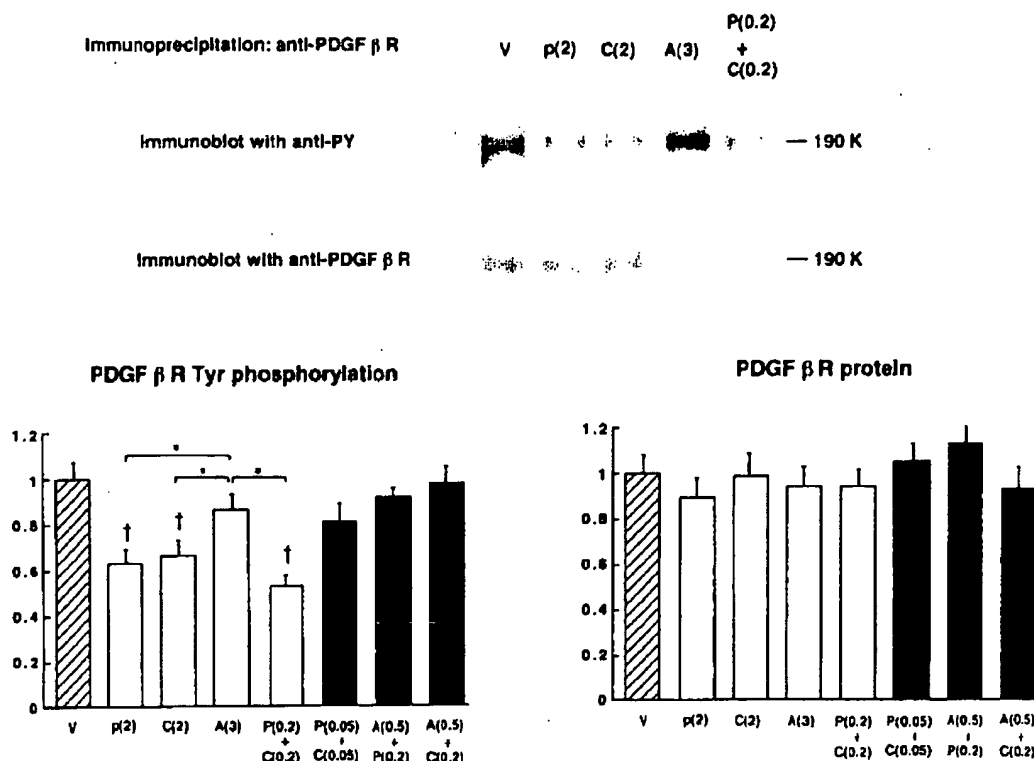 Immunoprecipitation: anti-PDGF β R V p(2) C(2) A(3) P(0.2) + C(0.2)
Immunoblot with anti-PY — 190 K
Immunoblot with anti-PDGF β R — 190 K
PDGF β R Tyr phosphorylation
1.2
1
0.8
0.6
0.4
0.2
0
* * *
† ‡ †
V p(2) C(2) A(3) P(0.2) + C(0.2) P(0.05) + C(0.05) A(0.5) + P(0.2) A(0.5) + C(0.2)
PDGF β R protein
1.2
1
0.8
0.6
0.4
0.2
0
V p(2) C(2) A(3) P(0.2) + C(0.2) P(0.05) + C(0.05) A(0.5) + P(0.2) A(0.5) + C(0.2)